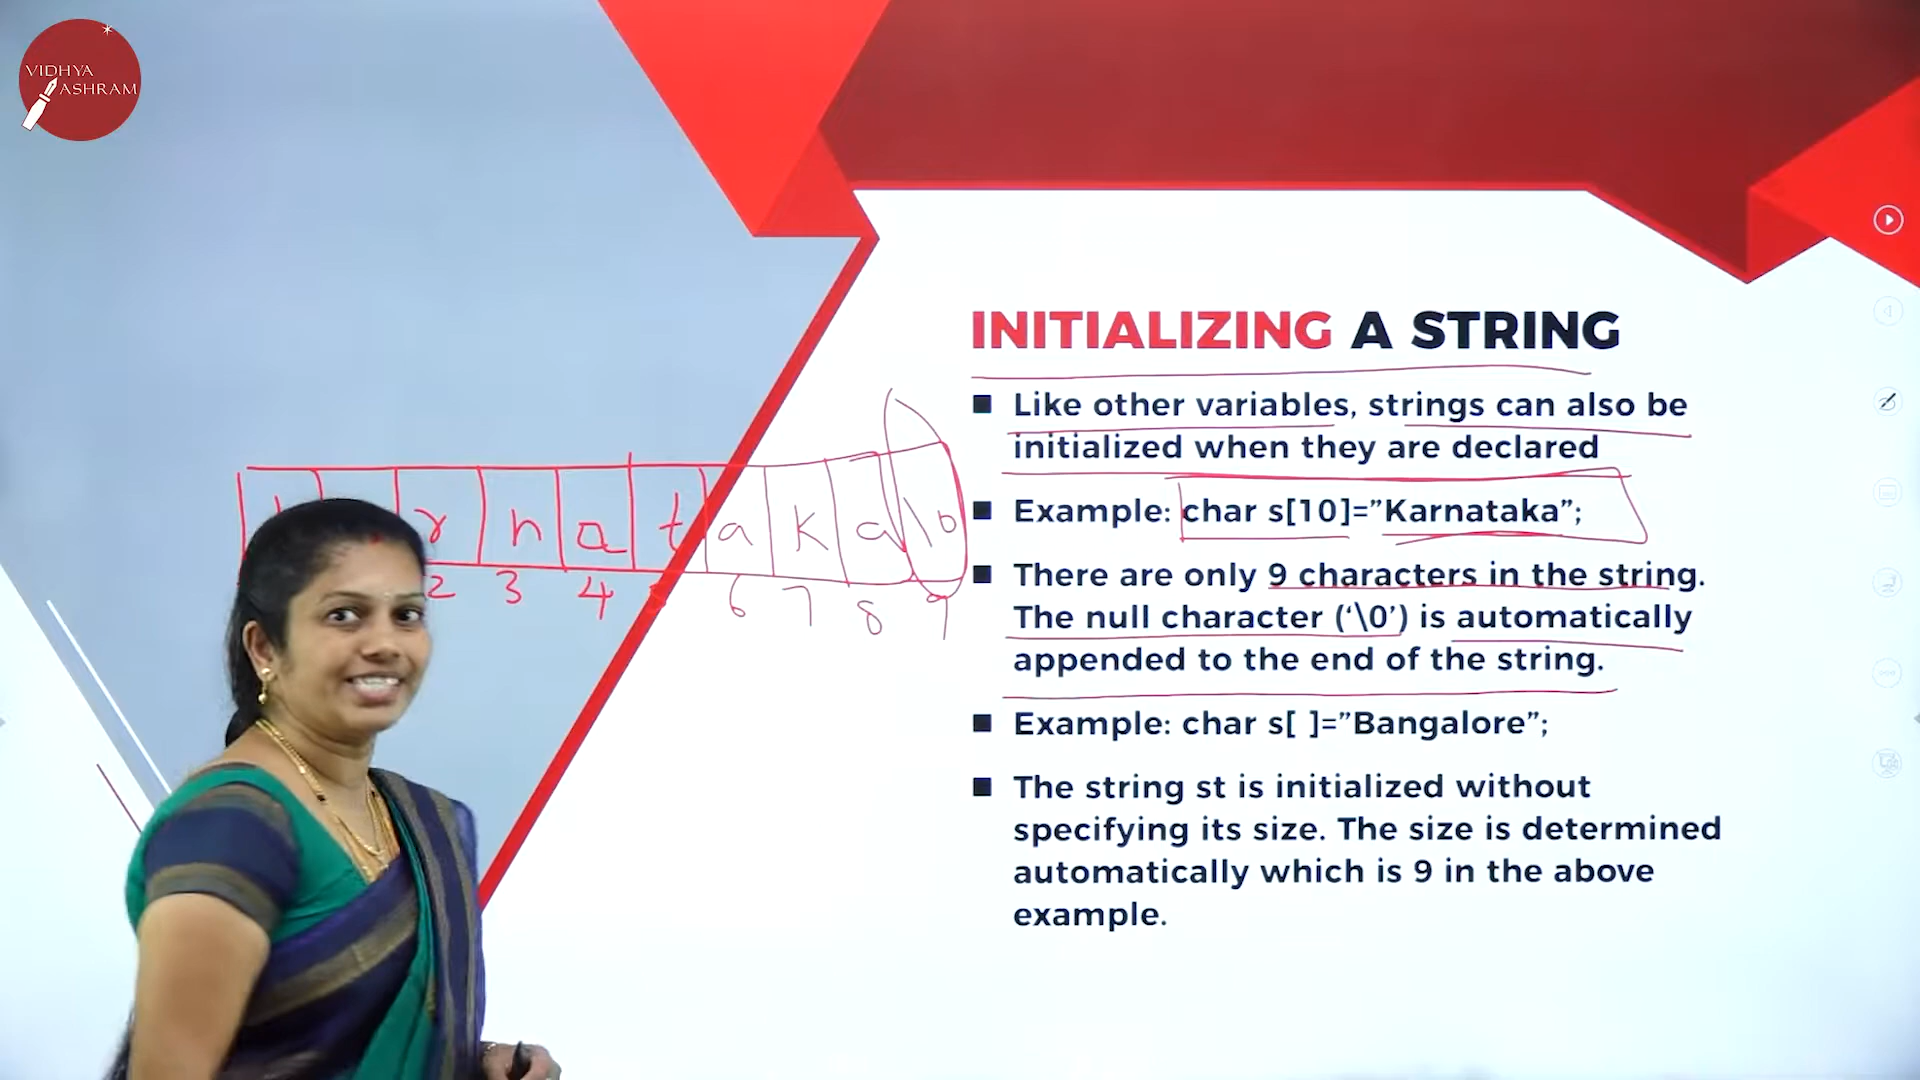 VIDHYA
ASHRAM
INITIALIZING A STRING
■ Like other variables, strings can also be
initialized when they are declared
■ Example: char s[10]=”Karnataka”;
■ There are only 9 characters in the string.
The null character (‘\0’) is automatically
appended to the end of the string.
■ Example: char s[ ]=”Bangalore”;
■ The string st is initialized without
specifying its size. The size is determined
automatically which is 9 in the above
example.
r n a t a k a \0
2 3 4 5 6 7 8 9